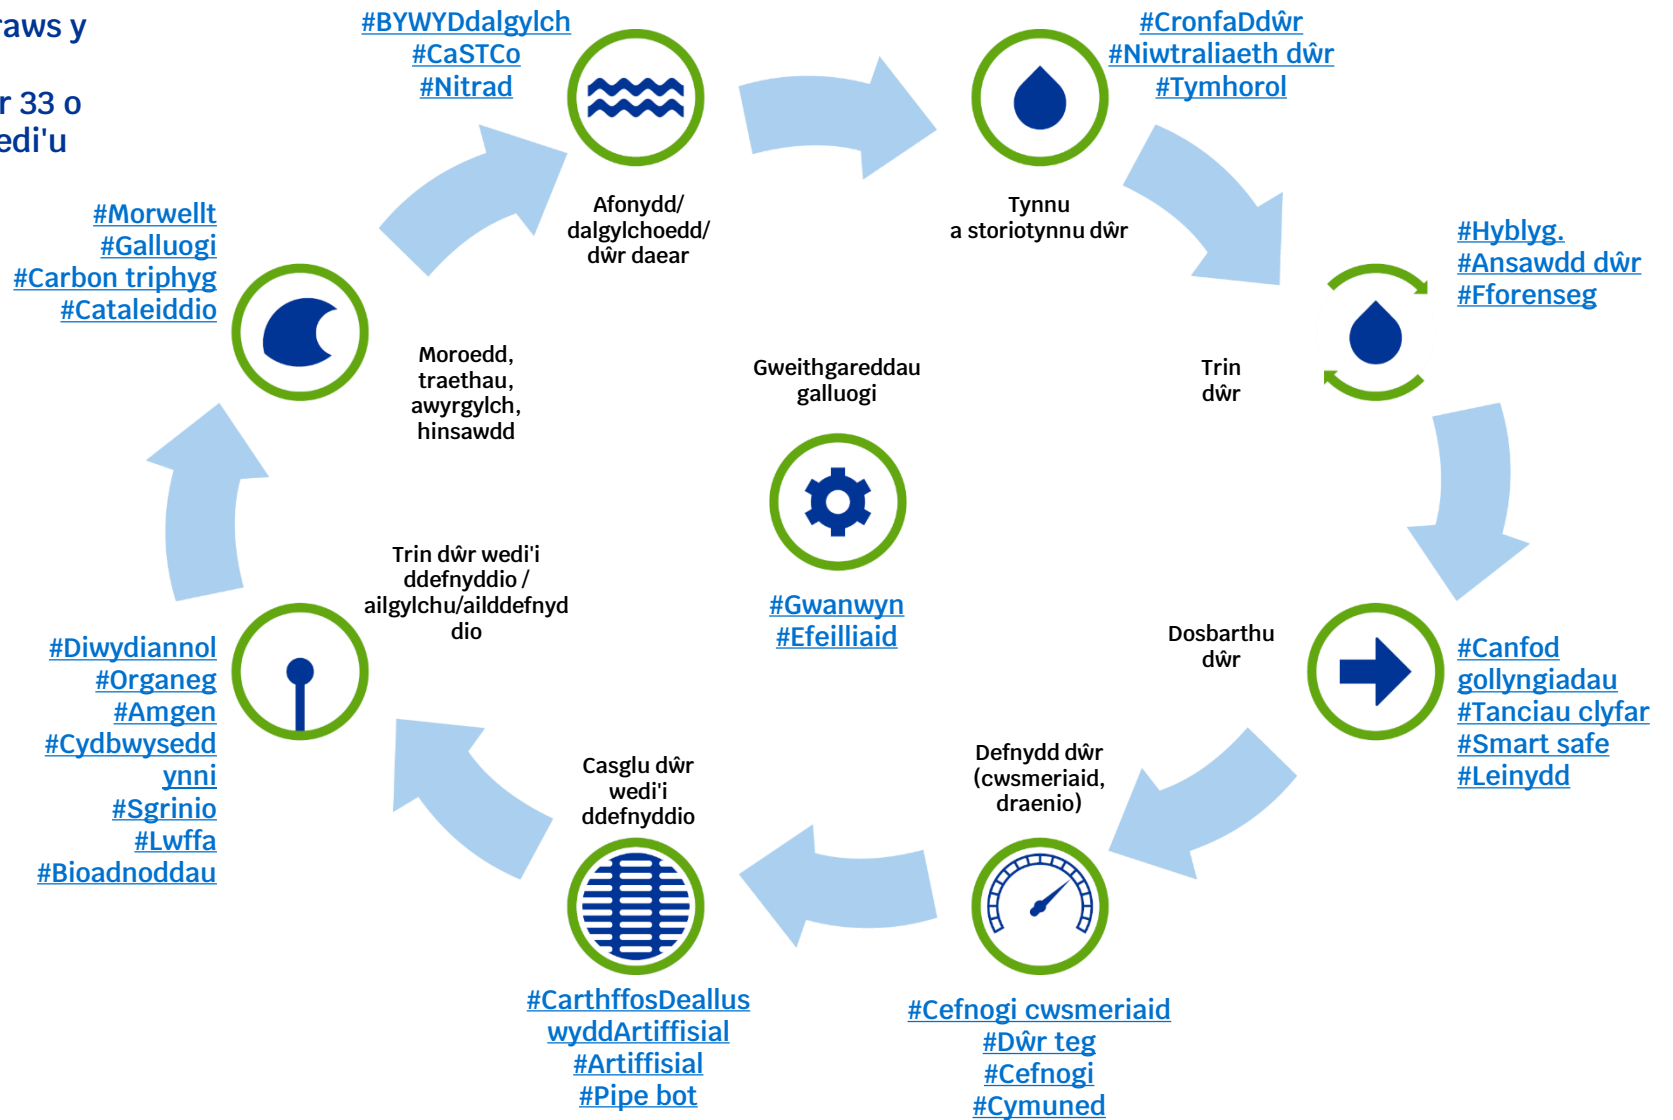 raws y
r 33 o
edi'u
#BYWYDdalgylch
#CaSTCo
#Nitrad
Afonydd/
dalgylchoedd/
dŵr daear
#CronfaDdŵr
#Niwtraliaeth dŵr
#Tymhorol
Tynnu
a storiotynnu dŵr
#Hyblyg.
#Ansawdd dŵr
#Fforenseg
Trin
dŵr
#Morwellt
#Galluogi
#Carbon triphyg
#Cataleiddio
Moroedd,
traethau,
awyrgylch,
hinsawdd
Gweithgareddau
galluogi
#Gwanwyn
#Efeilliaid
Trin dŵr wedi'i
ddefnyddio /
ailgylchu/ailddefnyd
dio
#Diwydiannol
#Organeg
#Amgen
#Cydbwysedd
ynni
#Sgrinio
#Lwffa
#Bioadnoddau
Dosbarthu
dŵr
#Canfod
gollyngiadau
#Tanciau clyfar
#Smart safe
#Leinydd
Defnydd dŵr
(cwsmeriaid,
draenio)
#Cefnogi cwsmeriaid
#Dŵr teg
#Cefnogi
#Cymuned
Casglu dŵr
wedi'i
ddefnyddio
#CarthffosDeallus
wyddArtiffisial
#Artiffisial
#Pipe bot